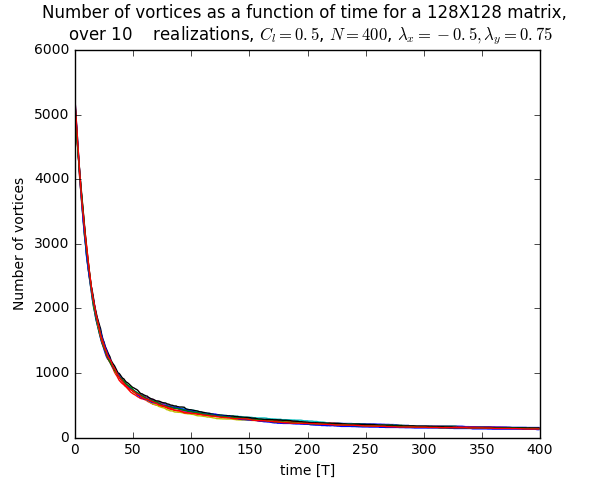 Number of vortices as a function of time for a 128X128 matrix,
over 10 realizations, C_l = 0.5, N = 400, λ_x = −0.5, λ_y = 0.75
6000
5000
4000
3000
2000
1000
0
Number of vortices
0 50 100 150 200 250 300 350 400
time [T]